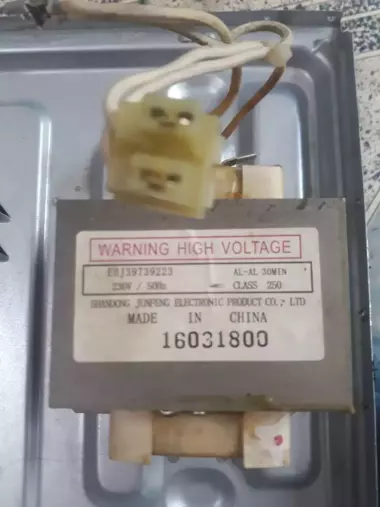 WARNING HIGH VOLTAGE
EBJ39739223 AL-AL 30MIN
230V / 50Hz CLASS 250
SHANDONG JUNFENG ELECTRONIC PRODUCT CO., LTD
MADE IN CHINA
16031800